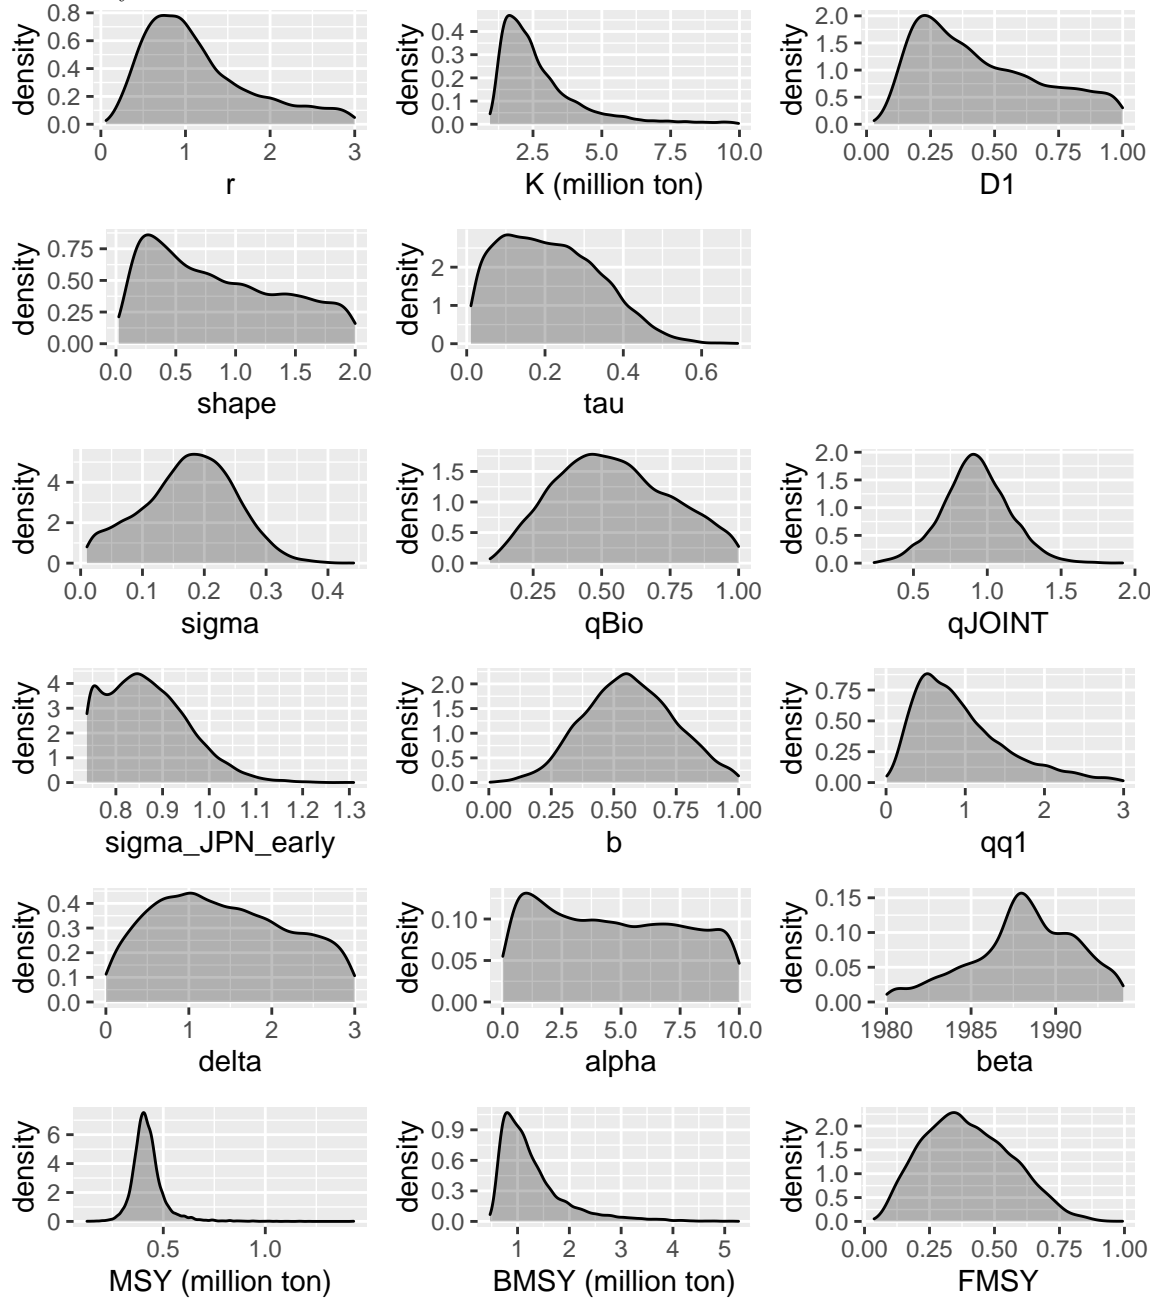 density 0.8 0.6 0.4 0.2 0.0 0 1 2 3 r
density 0.4 0.3 0.2 0.1 0.0 2.5 5.0 7.5 10.0 K (million ton)
density 2.0 1.5 1.0 0.5 0.0 0.00 0.25 0.50 0.75 1.00 D1
density 0.75 0.50 0.25 0.00 0.0 0.5 1.0 1.5 2.0 shape
density 2 1 0 0.0 0.2 0.4 0.6 tau
density 4 2 0 0.0 0.1 0.2 0.3 0.4 sigma
density 1.5 1.0 0.5 0.0 0.25 0.50 0.75 1.00 qBio
density 2.0 1.5 1.0 0.5 0.0 0.5 1.0 1.5 2.0 qJOINT
density 4 3 2 1 0 0.8 0.9 1.0 1.1 1.2 1.3 sigma_JPN_early
density 2.0 1.5 1.0 0.5 0.0 0.00 0.25 0.50 0.75 1.00 b
density 0.75 0.50 0.25 0.00 0 1 2 3 qq1
density 0.4 0.3 0.2 0.1 0.0 0 1 2 3 delta
density 0.10 0.05 0.00 0.0 2.5 5.0 7.5 10.0 alpha
density 0.15 0.10 0.05 0.00 1980 1985 1990 beta
density 6 4 2 0 0.5 1.0 MSY (million ton)
density 0.9 0.6 0.3 0.0 1 2 3 4 5 BMSY (million ton)
density 2.0 1.5 1.0 0.5 0.0 0.00 0.25 0.50 0.75 1.00 FMSY